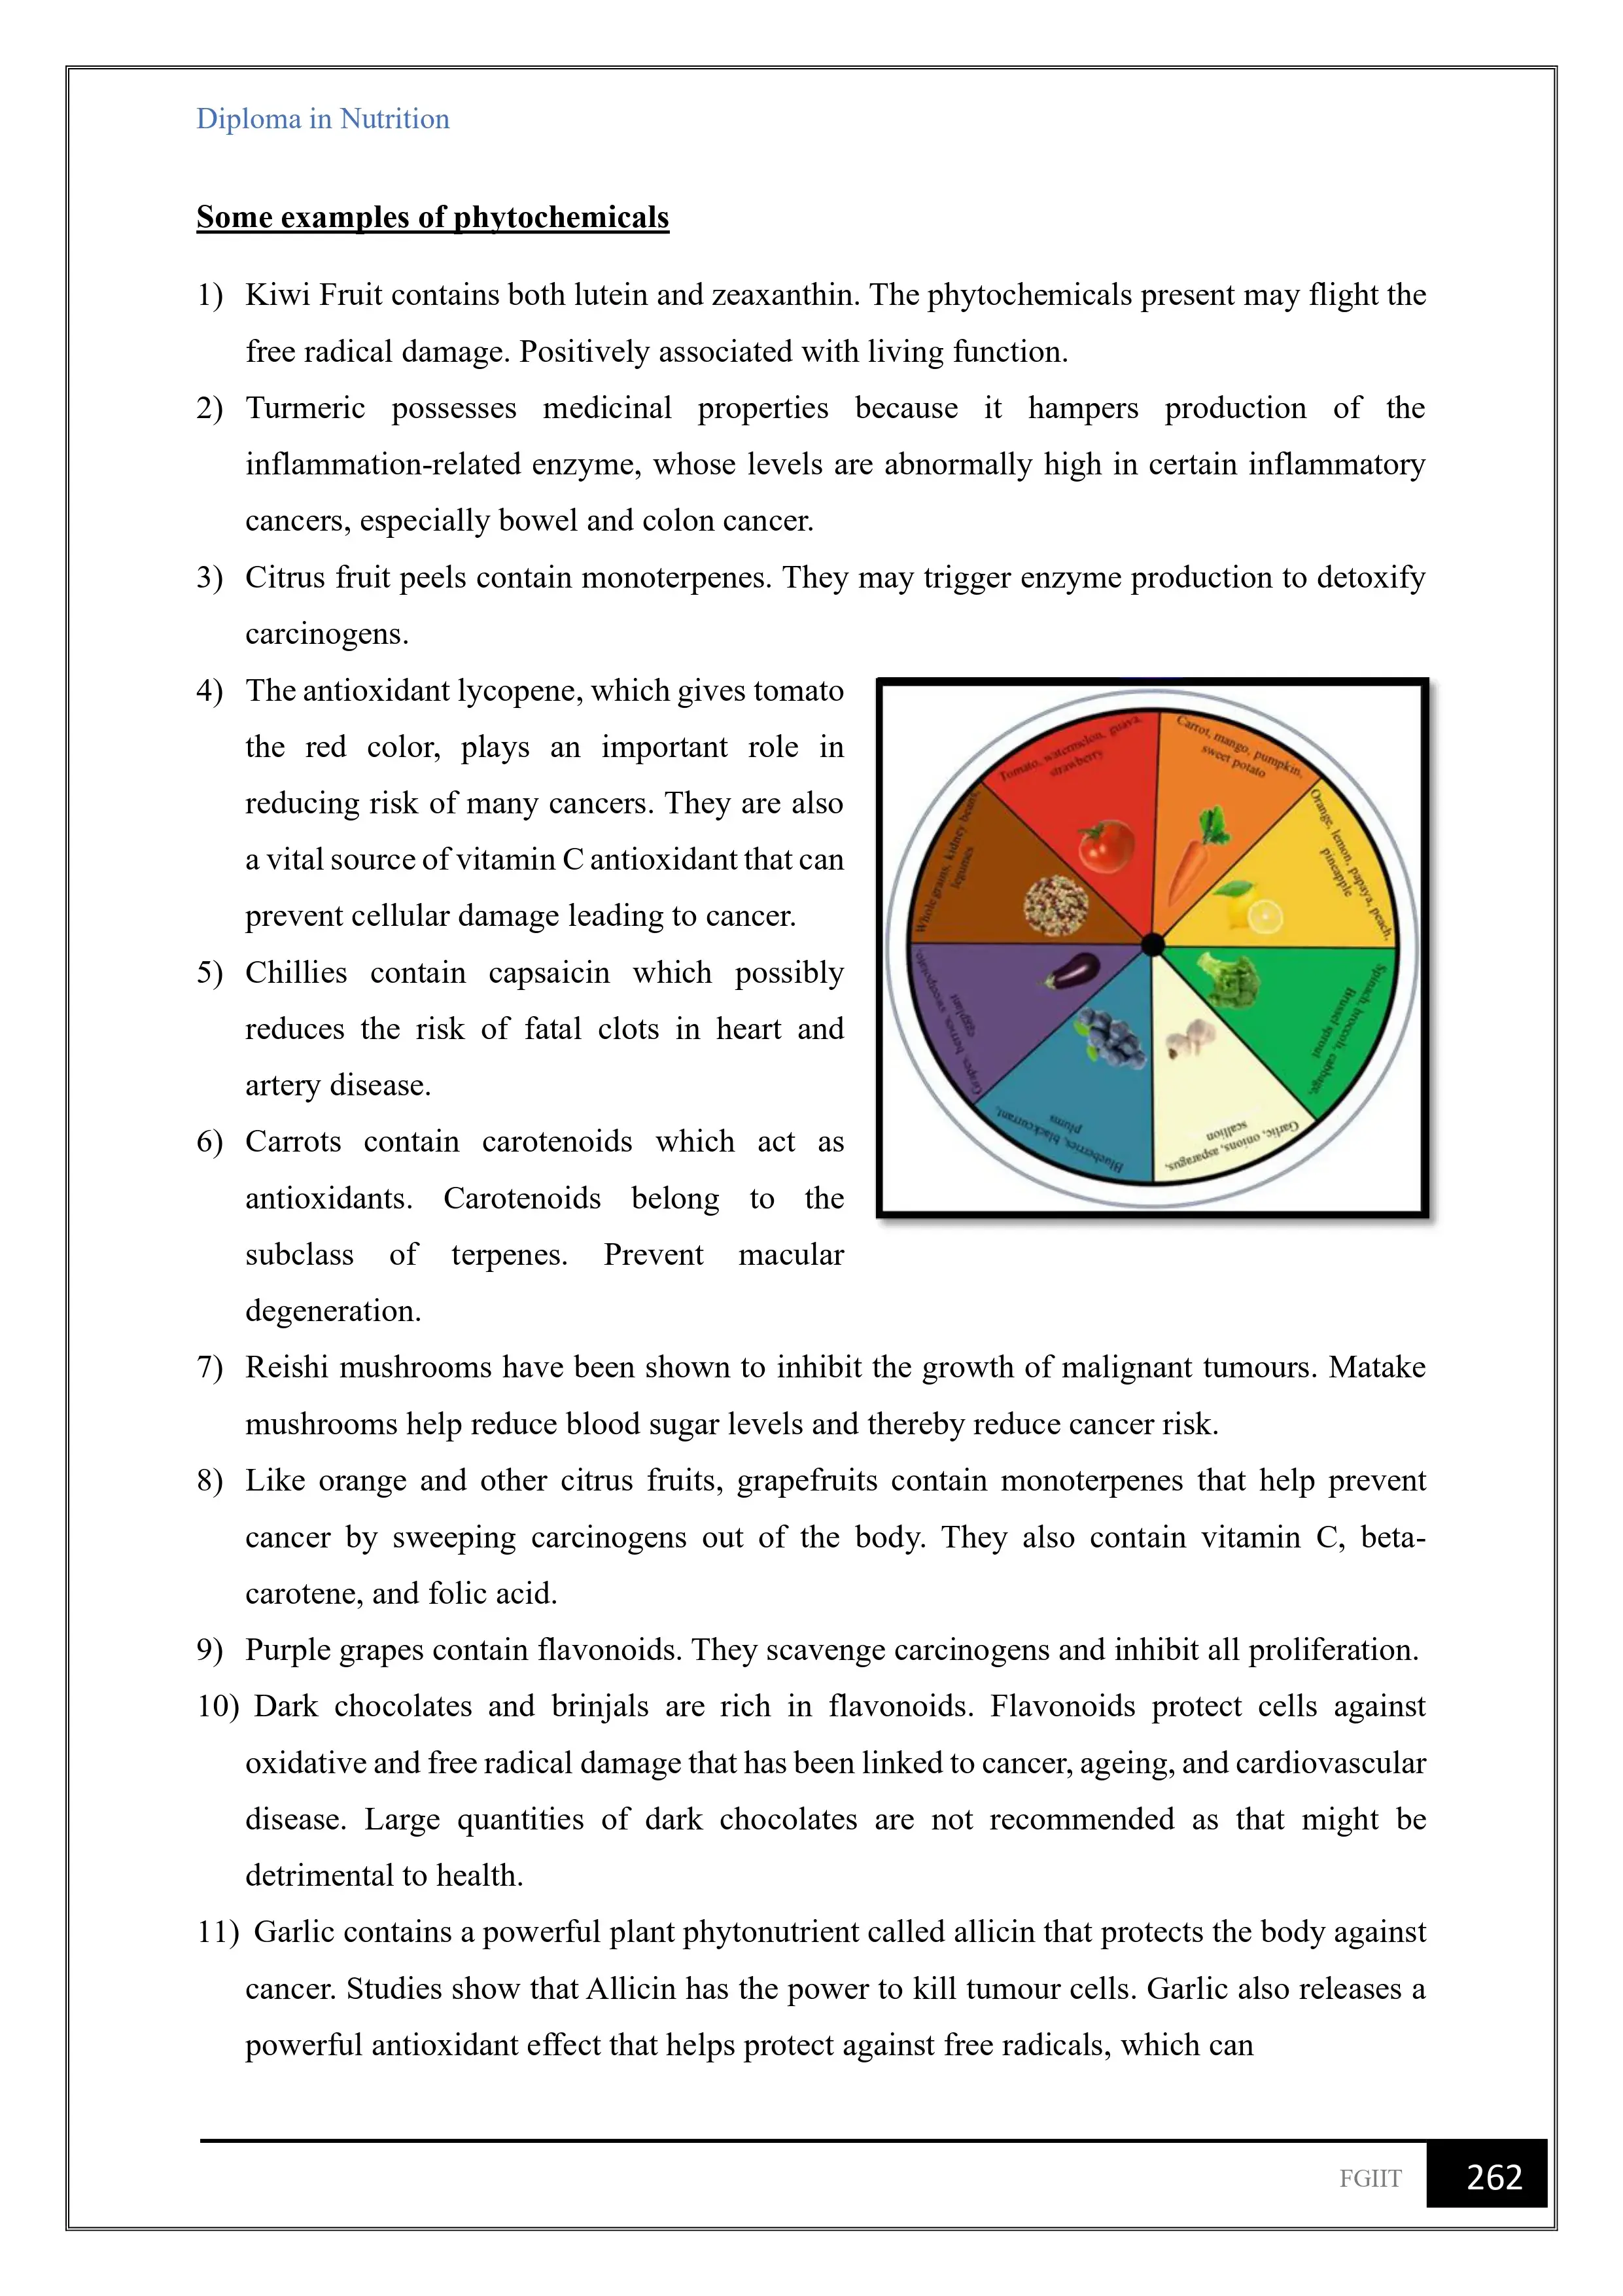 Diploma in Nutrition
Some examples of phytochemicals
1) Kiwi Fruit contains both lutein and zeaxanthin. The phytochemicals present may flight the
free radical damage. Positively associated with living function.
2) Turmeric possesses medicinal properties because it hampers production of the
inflammation-related enzyme, whose levels are abnormally high in certain inflammatory
cancers, especially bowel and colon cancer.
3) Citrus fruit peels contain monoterpenes. They may trigger enzyme production to detoxify
carcinogens.
4) The antioxidant lycopene, which gives tomato
the red color, plays an important role in
reducing risk of many cancers. They are also
a vital source of vitamin C antioxidant that can
prevent cellular damage leading to cancer.
5) Chillies contain capsaicin which possibly
reduces the risk of fatal clots in heart and
artery disease.
6) Carrots contain carotenoids which act as
antioxidants. Carotenoids belong to the
subclass of terpenes. Prevent macular
degeneration.
Tomato, watermelon, guava,
strawberry
Carrot, mango, pumpkin,
sweet potato
Orange, lemon, papaya, peach,
pineapple
Spinach, broccoli, cabbage,
Brussel sprout
Garlic, onions, asparagus,
scallion
Blueberries, blackcurrant,
plums
Grapes, berries, sweetpotato,
eggplant
Whole grains, kidney beans,
legumes
7) Reishi mushrooms have been shown to inhibit the growth of malignant tumours. Matake
mushrooms help reduce blood sugar levels and thereby reduce cancer risk.
8) Like orange and other citrus fruits, grapefruits contain monoterpenes that help prevent
cancer by sweeping carcinogens out of the body. They also contain vitamin C, beta-
carotene, and folic acid.
9) Purple grapes contain flavonoids. They scavenge carcinogens and inhibit all proliferation.
10) Dark chocolates and brinjals are rich in flavonoids. Flavonoids protect cells against
oxidative and free radical damage that has been linked to cancer, ageing, and cardiovascular
disease. Large quantities of dark chocolates are not recommended as that might be
detrimental to health.
11) Garlic contains a powerful plant phytonutrient called allicin that protects the body against
cancer. Studies show that Allicin has the power to kill tumour cells. Garlic also releases a
powerful antioxidant effect that helps protect against free radicals, which can
FGIIT 262